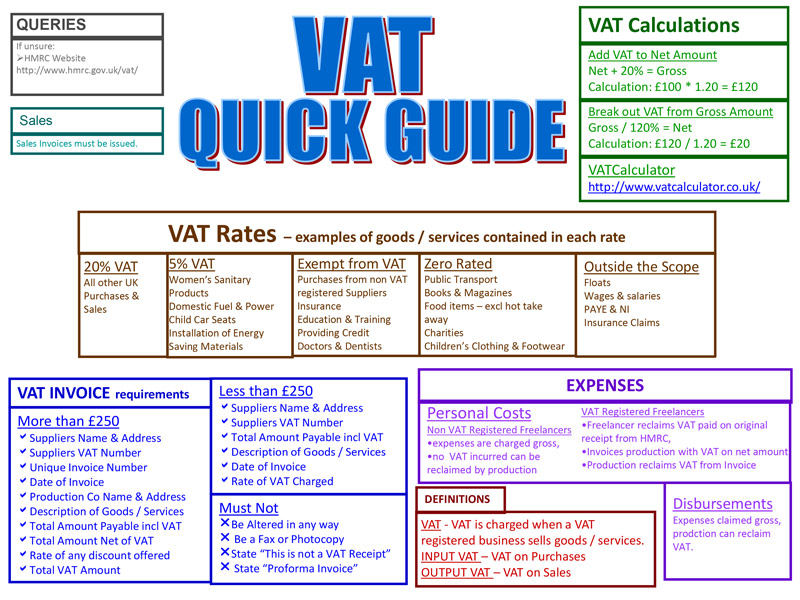 QUERIES
If unsure:
➢HMRC Website
http://www.hmrc.gov.uk/vat/
Sales
Sales Invoices must be issued.
VAT
QUICK GUIDE
VAT Calculations
Add VAT to Net Amount
Net + 20% = Gross
Calculation: £100 * 1.20 = £120
Break out VAT from Gross Amount
Gross / 120% = Net
Calculation: £120 / 1.20 = £20
VATCalculator
http://www.vatcalculator.co.uk/
VAT Rates – examples of goods / services contained in each rate
20% VAT
All other UK
Purchases &
Sales
5% VAT
Women's Sanitary
Products
Domestic Fuel & Power
Child Car Seats
Installation of Energy
Saving Materials
Exempt from VAT
Purchases from non VAT
registered Suppliers
Insurance
Education & Training
Providing Credit
Doctors & Dentists
Zero Rated
Public Transport
Books & Magazines
Food items – excl hot take
away
Charities
Children's Clothing & Footwear
Outside the Scope
Floats
Wages & salaries
PAYE & NI
Insurance Claims
VAT INVOICE requirements
More than £250
✓Suppliers Name & Address
✓Suppliers VAT Number
✓Unique Invoice Number
✓Date of Invoice
✓Production Co Name & Address
✓Description of Goods / Services
✓Total Amount Payable incl VAT
✓Total Amount Net of VAT
✓Rate of any discount offered
✓Total VAT Amount
Less than £250
✓Suppliers Name & Address
✓Suppliers VAT Number
✓Total Amount Payable incl VAT
✓Description of Goods / Services
✓Date of Invoice
✓Rate of VAT Charged
Must Not
✕Be Altered in any way
✕ Be a Fax or Photocopy
✕State "This is not a VAT Receipt"
✕ State "Proforma Invoice"
EXPENSES
Personal Costs
Non VAT Registered Freelancers
•expenses are charged gross,
•no VAT incurred can be
reclaimed by production
VAT Registered Freelancers
•Freelancer reclaims VAT paid on original
receipt from HMRC,
•Invoices production with VAT on net amount
•Production reclaims VAT from Invoice
DEFINITIONS
VAT - VAT is charged when a VAT
registered business sells goods / services.
INPUT VAT – VAT on Purchases
OUTPUT VAT – VAT on Sales
Disbursements
Expenses claimed gross,
prodction can reclaim
VAT.